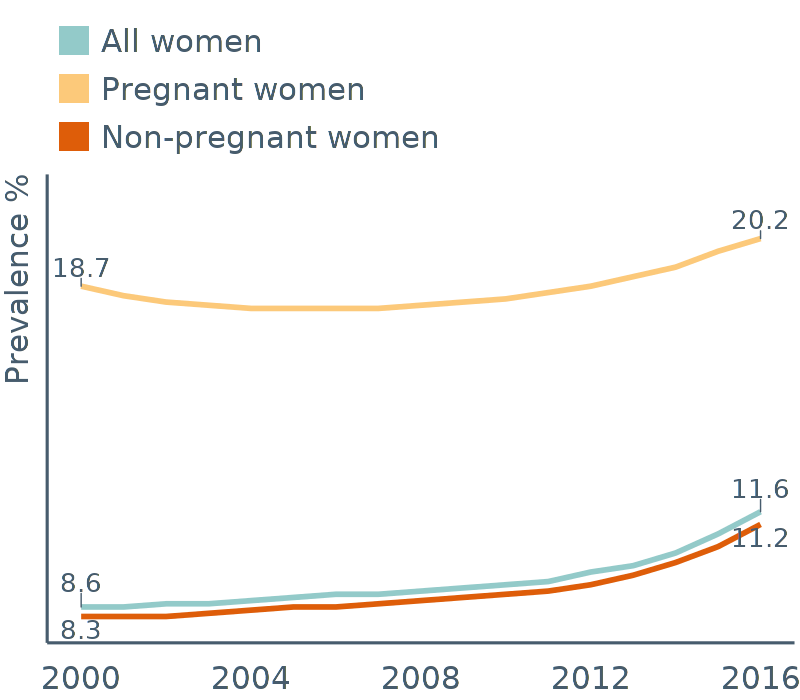 All women
Pregnant women
Non-pregnant women
Prevalence %
18.7
20.2
11.6
11.2
8.6
8.3
2000 2004 2008 2012 2016